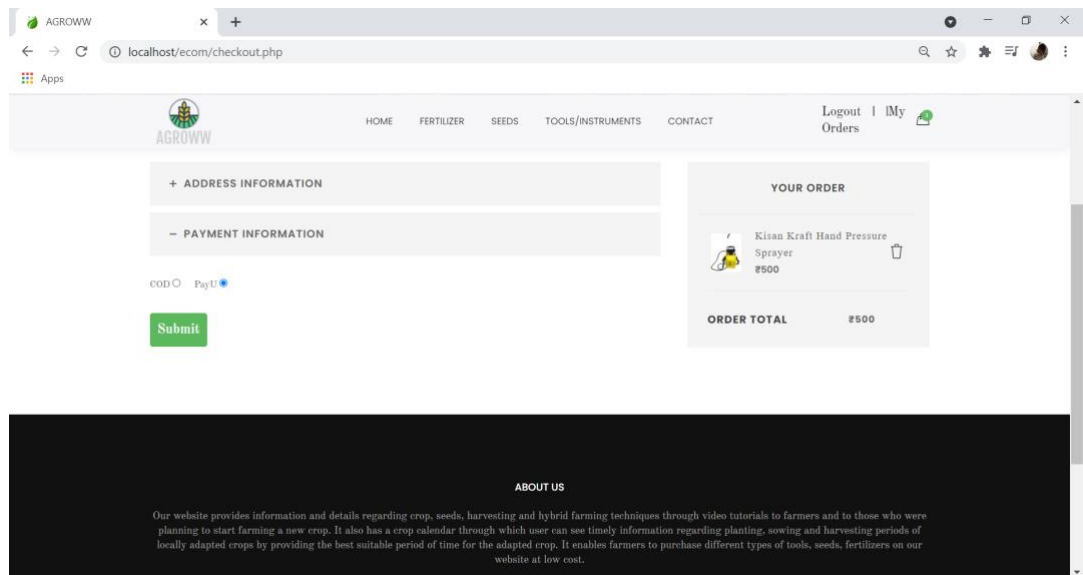 AGROWW
localhost/ecom/checkout.php
Apps
AGROWW
HOME FERTILIZER SEEDS TOOLS/INSTRUMENTS CONTACT
Logout | |My
Orders
+ ADDRESS INFORMATION
− PAYMENT INFORMATION
COD PayU
Submit
YOUR ORDER
Kisan Kraft Hand Pressure
Sprayer
₹500
ORDER TOTAL ₹500
ABOUT US
Our website provides information and details regarding crop, seeds, harvesting and hybrid farming techniques through video tutorials to farmers and to those who were
planning to start farming a new crop. It also has a crop calendar through which user can see timely information regarding planting, sowing and harvesting periods of
locally adapted crops by providing the best suitable period of time for the adapted crop. It enables farmers to purchase different types of tools, seeds, fertilizers on our
website at low cost.